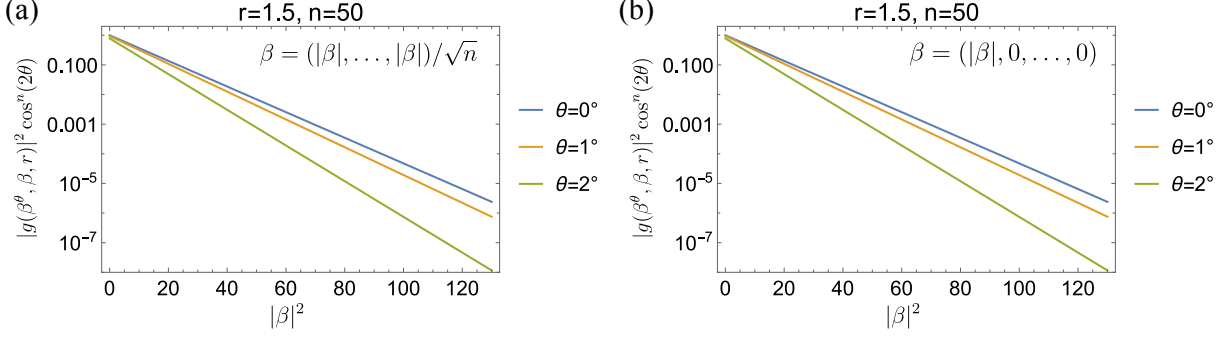 (a)
r=1.5, n=50
β = (|β|, . . . , |β|)/√n
|g(β^θ, β, r)|² cosⁿ(2θ)
0.100
0.001
10⁻⁵
10⁻⁷
0 20 40 60 80 100 120
|β|²
θ=0°
θ=1°
θ=2°
(b)
r=1.5, n=50
β = (|β|, 0, . . . , 0)
|g(β^θ, β, r)|² cosⁿ(2θ)
0.100
0.001
10⁻⁵
10⁻⁷
0 20 40 60 80 100 120
|β|²
θ=0°
θ=1°
θ=2°